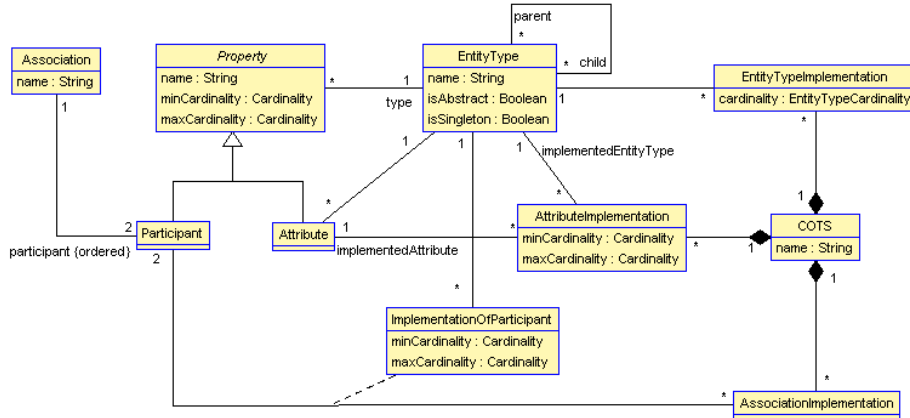 parent
*
* child
Association
name : String
1
Property
name : String
minCardinality : Cardinality
maxCardinality : Cardinality
* 1
type
EntityType
name : String
isAbstract : Boolean
isSingleton : Boolean
1 *
EntityTypeImplementation
cardinality : EntityTypeCardinality
*
1 1 1
implementedEntityType
* *
2
Participant
participant {ordered}
2
Attribute
1 *
implementedAttribute
AttributeImplementation
minCardinality : Cardinality
maxCardinality : Cardinality
* 1
1
COTS
name : String
1
*
ImplementationOfParticipant
minCardinality : Cardinality
maxCardinality : Cardinality
* *
AssociationImplementation